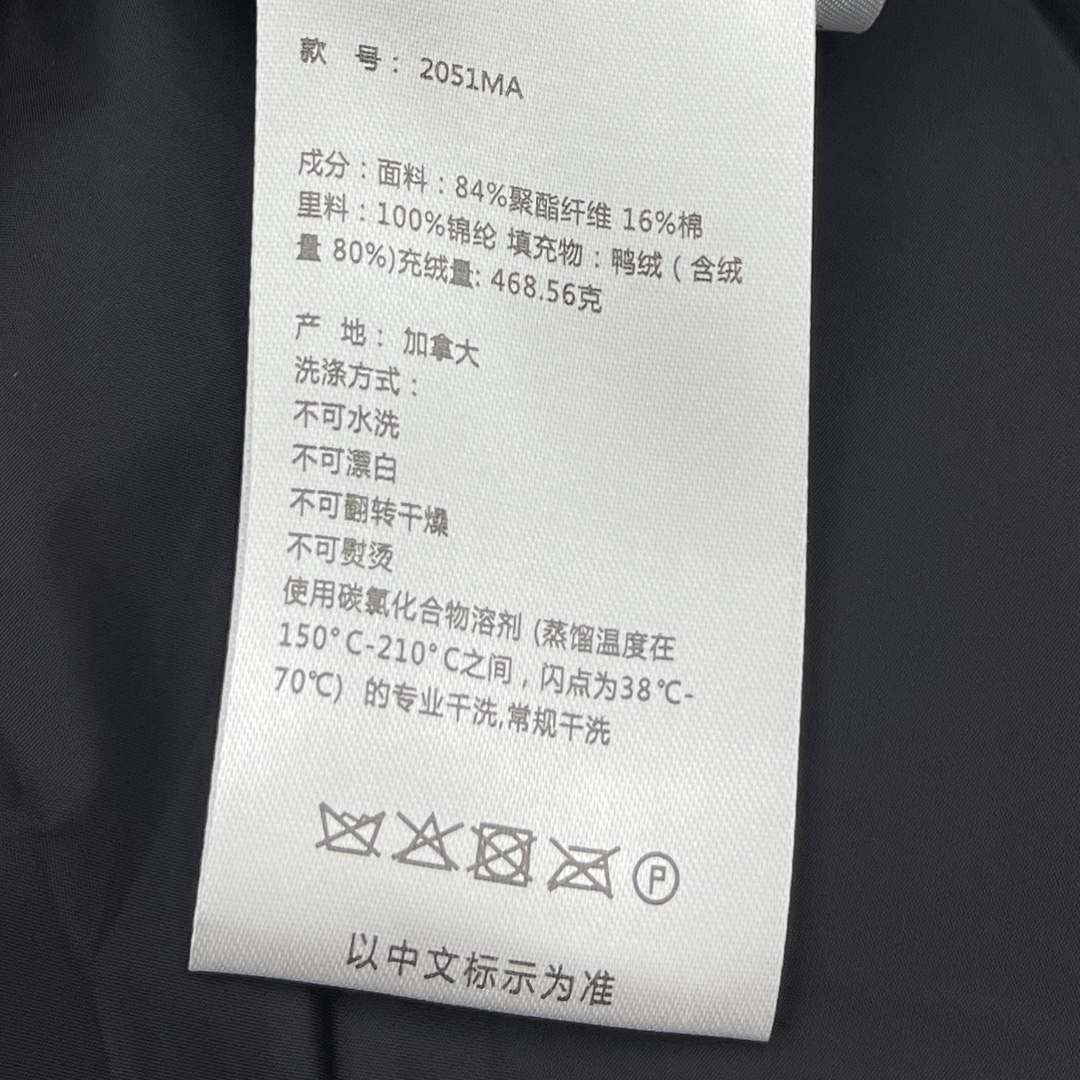 款 号： 2051MA
成分：面料：84%聚酯纤维 16%棉
里料：100%锦纶 填充物：鸭绒（含绒
量 80%)充绒量: 468.56克
产 地： 加拿大
洗涤方式：
不可水洗
不可漂白
不可翻转干燥
不可熨烫
使用碳氯化合物溶剂 (蒸馏温度在
150°C-210°C之间，闪点为38℃-
70℃) 的专业干洗,常规干洗
P
以中文标示为准